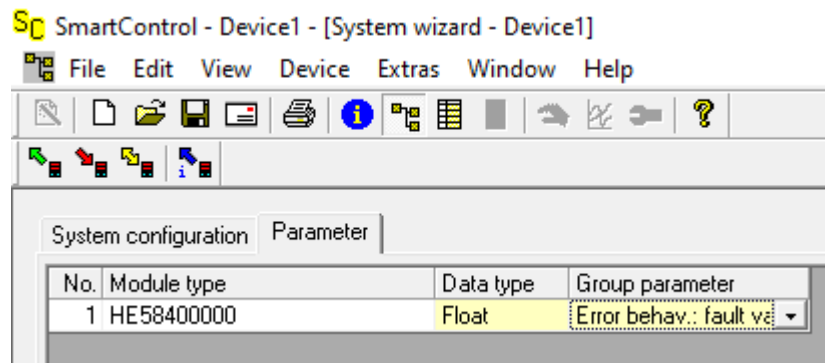 SC SmartControl - Device1 - [System wizard - Device1]
File Edit View Device Extras Window Help
System configuration Parameter
No. Module type Data type Group parameter
1 HE58400000 Float Error behav.: fault va